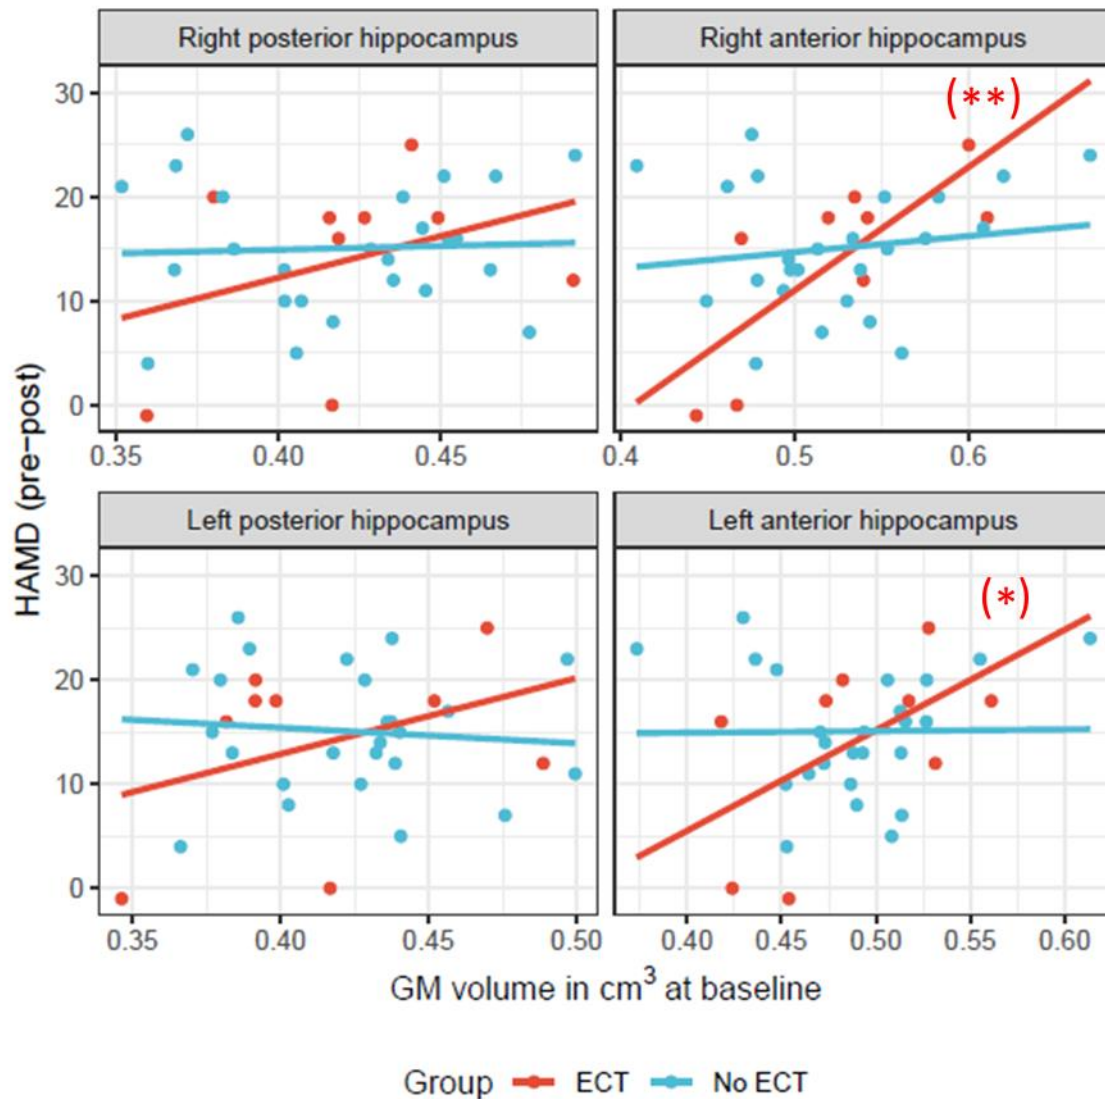 Right posterior hippocampus
Right anterior hippocampus
(**)
30
20
10
0
0.35 0.40 0.45
0.4 0.5 0.6
Left posterior hippocampus
Left anterior hippocampus
(*)
30
20
10
0
0.35 0.40 0.45 0.50
0.40 0.45 0.50 0.55 0.60
HAMD (pre−post)
GM volume in cm³ at baseline
Group ECT No ECT